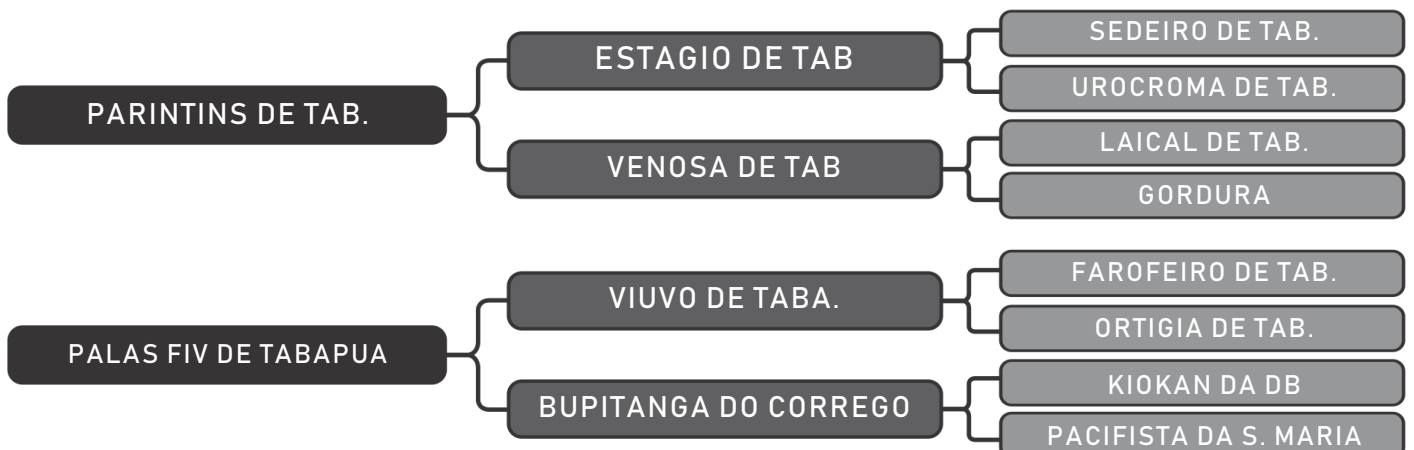 PARINTINS DE TAB.
ESTAGIO DE TAB
SEDEIRO DE TAB.
UROCROMA DE TAB.
VENOSA DE TAB
LAICAL DE TAB.
GORDURA
PALAS FIV DE TABAPUA
VIUVO DE TABA.
FAROFEIRO DE TAB.
ORTIGIA DE TAB.
BUPITANGA DO CORREGO
KIOKAN DA DB
PACIFISTA DA S. MARIA